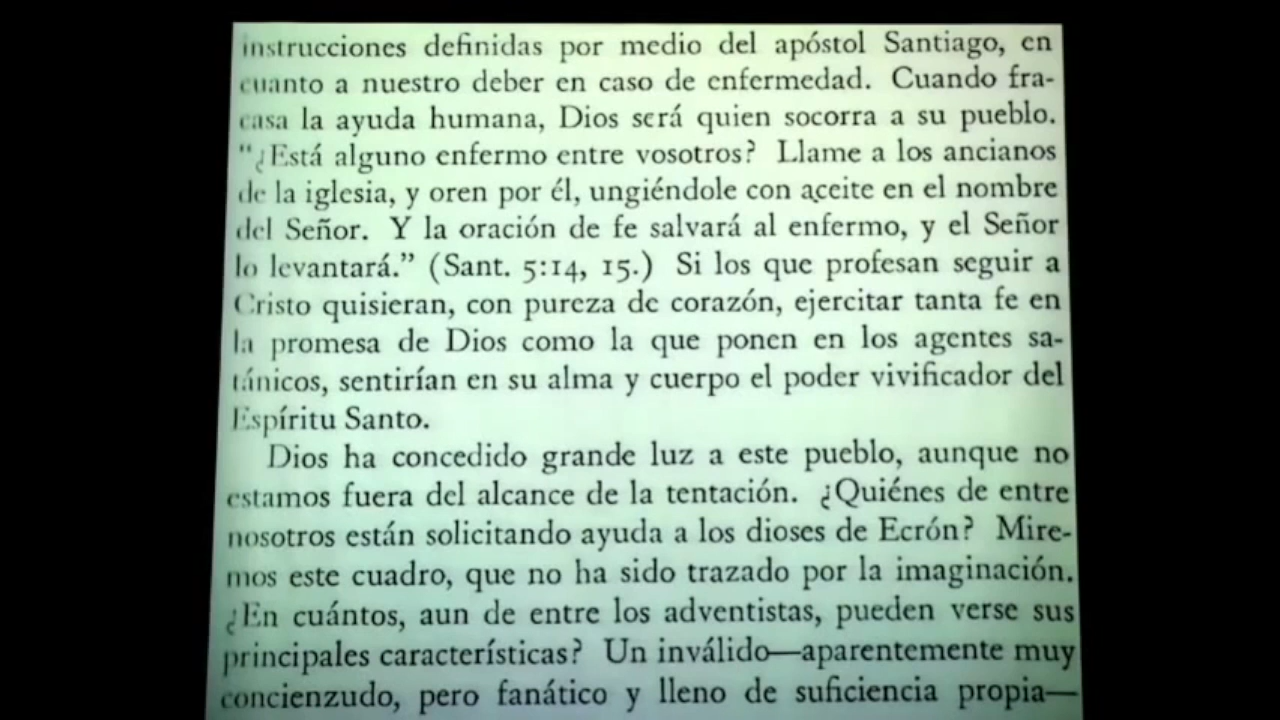 instrucciones definidas por medio del apóstol Santiago, en
cuanto a nuestro deber en caso de enfermedad. Cuando fra-
casa la ayuda humana, Dios será quien socorra a su pueblo.
"¿Está alguno enfermo entre vosotros? Llame a los ancianos
de la iglesia, y oren por él, ungiéndole con aceite en el nombre
del Señor. Y la oración de fe salvará al enfermo, y el Señor
lo levantará.” (Sant. 5:14, 15.) Si los que profesan seguir a
Cristo quisieran, con pureza de corazón, ejercitar tanta fe en
la promesa de Dios como la que ponen en los agentes sa-
tánicos, sentirían en su alma y cuerpo el poder vivificador del
Espíritu Santo.
Dios ha concedido grande luz a este pueblo, aunque no
estamos fuera del alcance de la tentación. ¿Quiénes de entre
nosotros están solicitando ayuda a los dioses de Ecrón? Mire-
mos este cuadro, que no ha sido trazado por la imaginación.
¿En cuántos, aun de entre los adventistas, pueden verse sus
principales características? Un inválido—aparentemente muy
concienzudo, pero fanático y lleno de suficiencia propia—